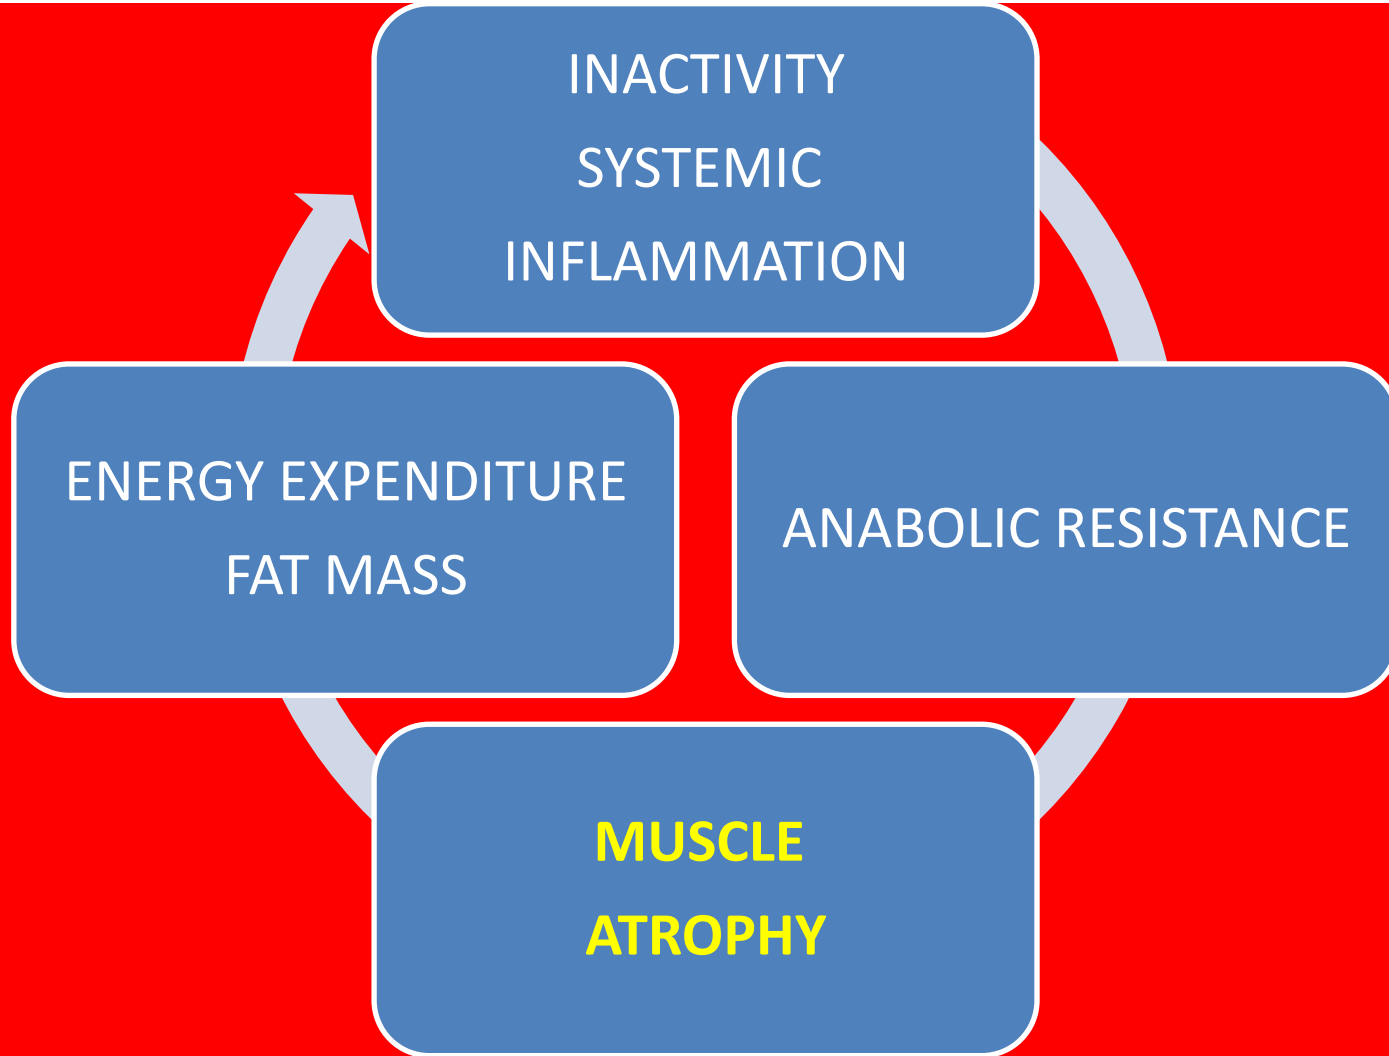 INACTIVITY
SYSTEMIC
INFLAMMATION
ENERGY EXPENDITURE
FAT MASS
ANABOLIC RESISTANCE
MUSCLE
ATROPHY